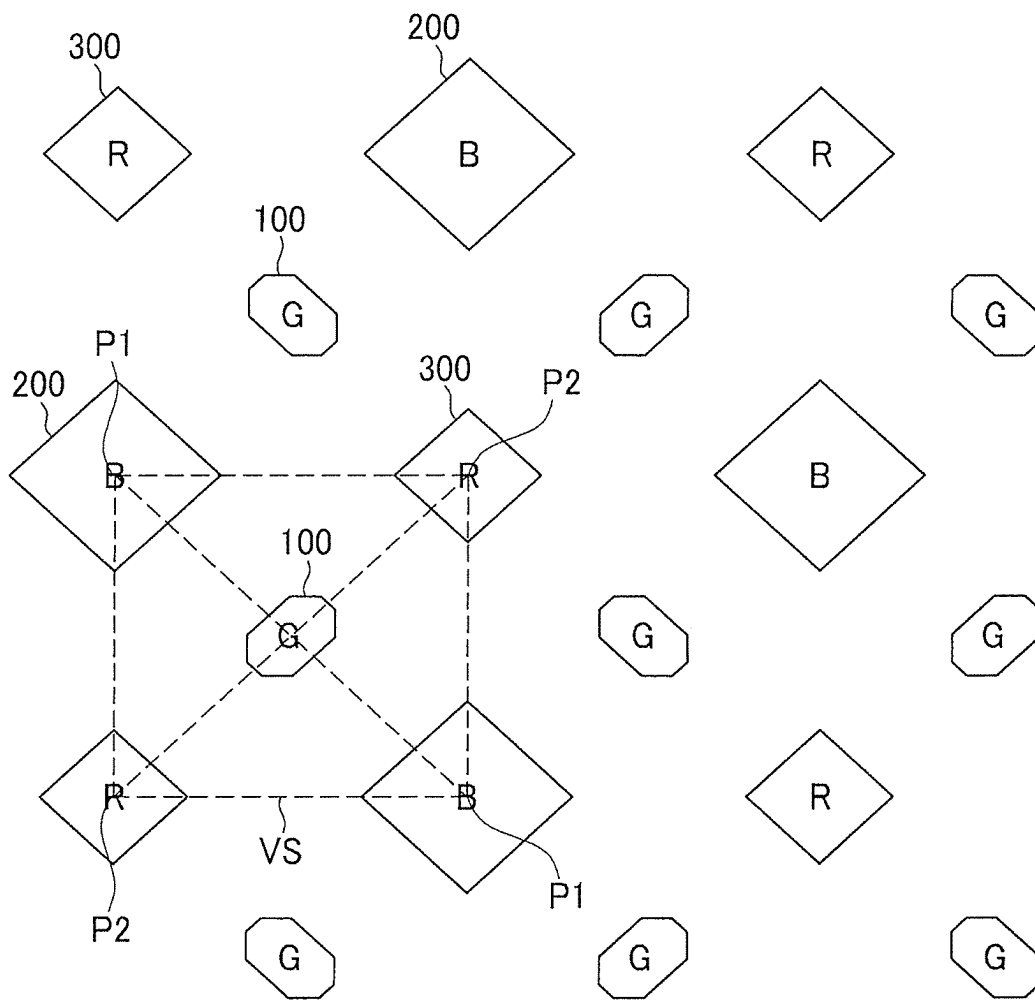 300 200
R B R
100
G G G
P1
200 300 P2
B R B
100
G G G
R B R
VS
P2 P1
G G G